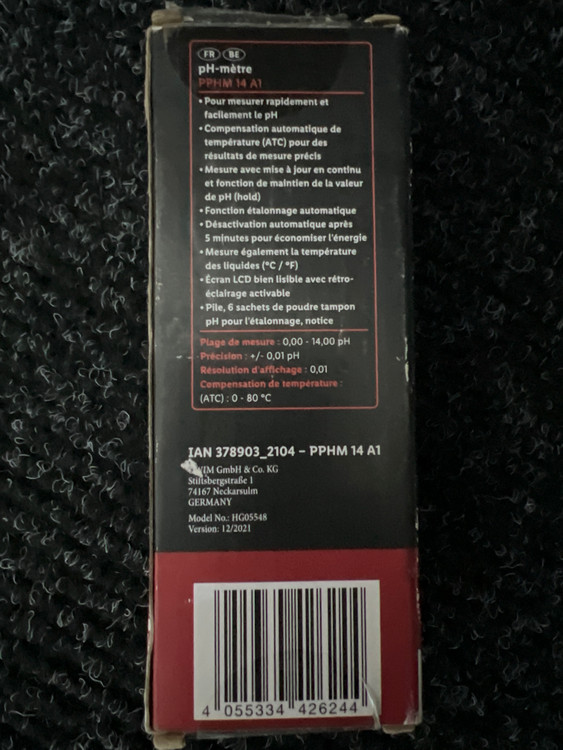 FR BE
pH-mètre
PPHM 14 A1
• Pour mesurer rapidement et
facilement le pH
• Compensation automatique de
température (ATC) pour des
résultats de mesure précis
• Mesure avec mise à jour en continu
et fonction de maintien de la valeur
de pH (hold)
• Fonction étalonnage automatique
• Désactivation automatique après
5 minutes pour économiser l'énergie
• Mesure également la température
des liquides (°C / °F)
• Écran LCD bien lisible avec rétro-
éclairage activable
• Pile, 6 sachets de poudre tampon
pH pour l'étalonnage, notice
Plage de mesure : 0,00 - 14,00 pH
Précision : +/- 0,01 pH
Résolution d'affichage : 0,01
Compensation de température :
(ATC) : 0 - 80 °C
IAN 378903_2104 – PPHM 14 A1
GmbH & Co. KG
Stiftsbergstraße 1
74167 Neckarsulm
GERMANY
Model No.: HG05548
Version: 12/2021
4 055334 426244